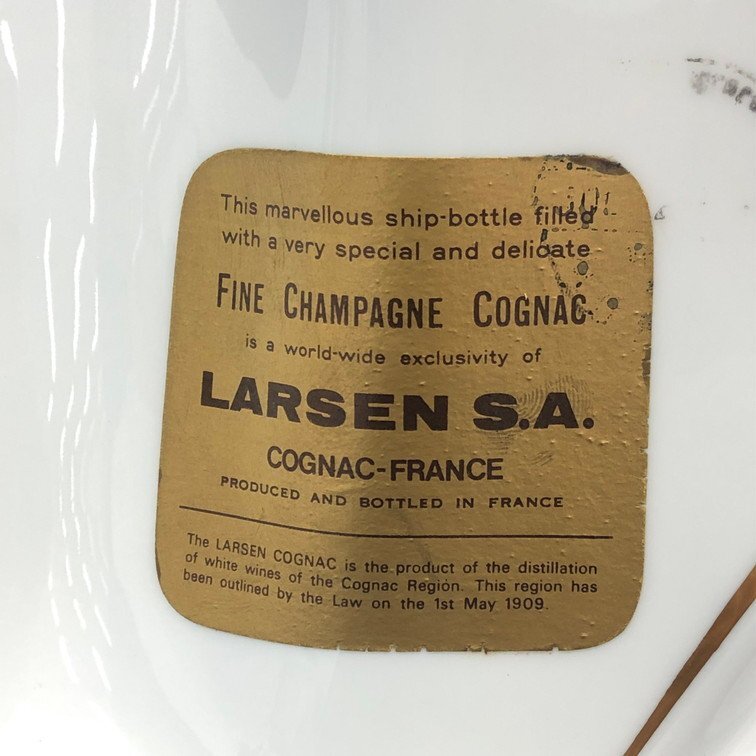 This marvellous ship-bottle filled
with a very special and delicate
FINE CHAMPAGNE COGNAC
is a world-wide exclusivity of
LARSEN S.A.
COGNAC-FRANCE
PRODUCED AND BOTTLED IN FRANCE
The LARSEN COGNAC is the product of the distillation
of white wines of the Cognac Region. This region has
been outlined by the Law on the 1st May 1909.